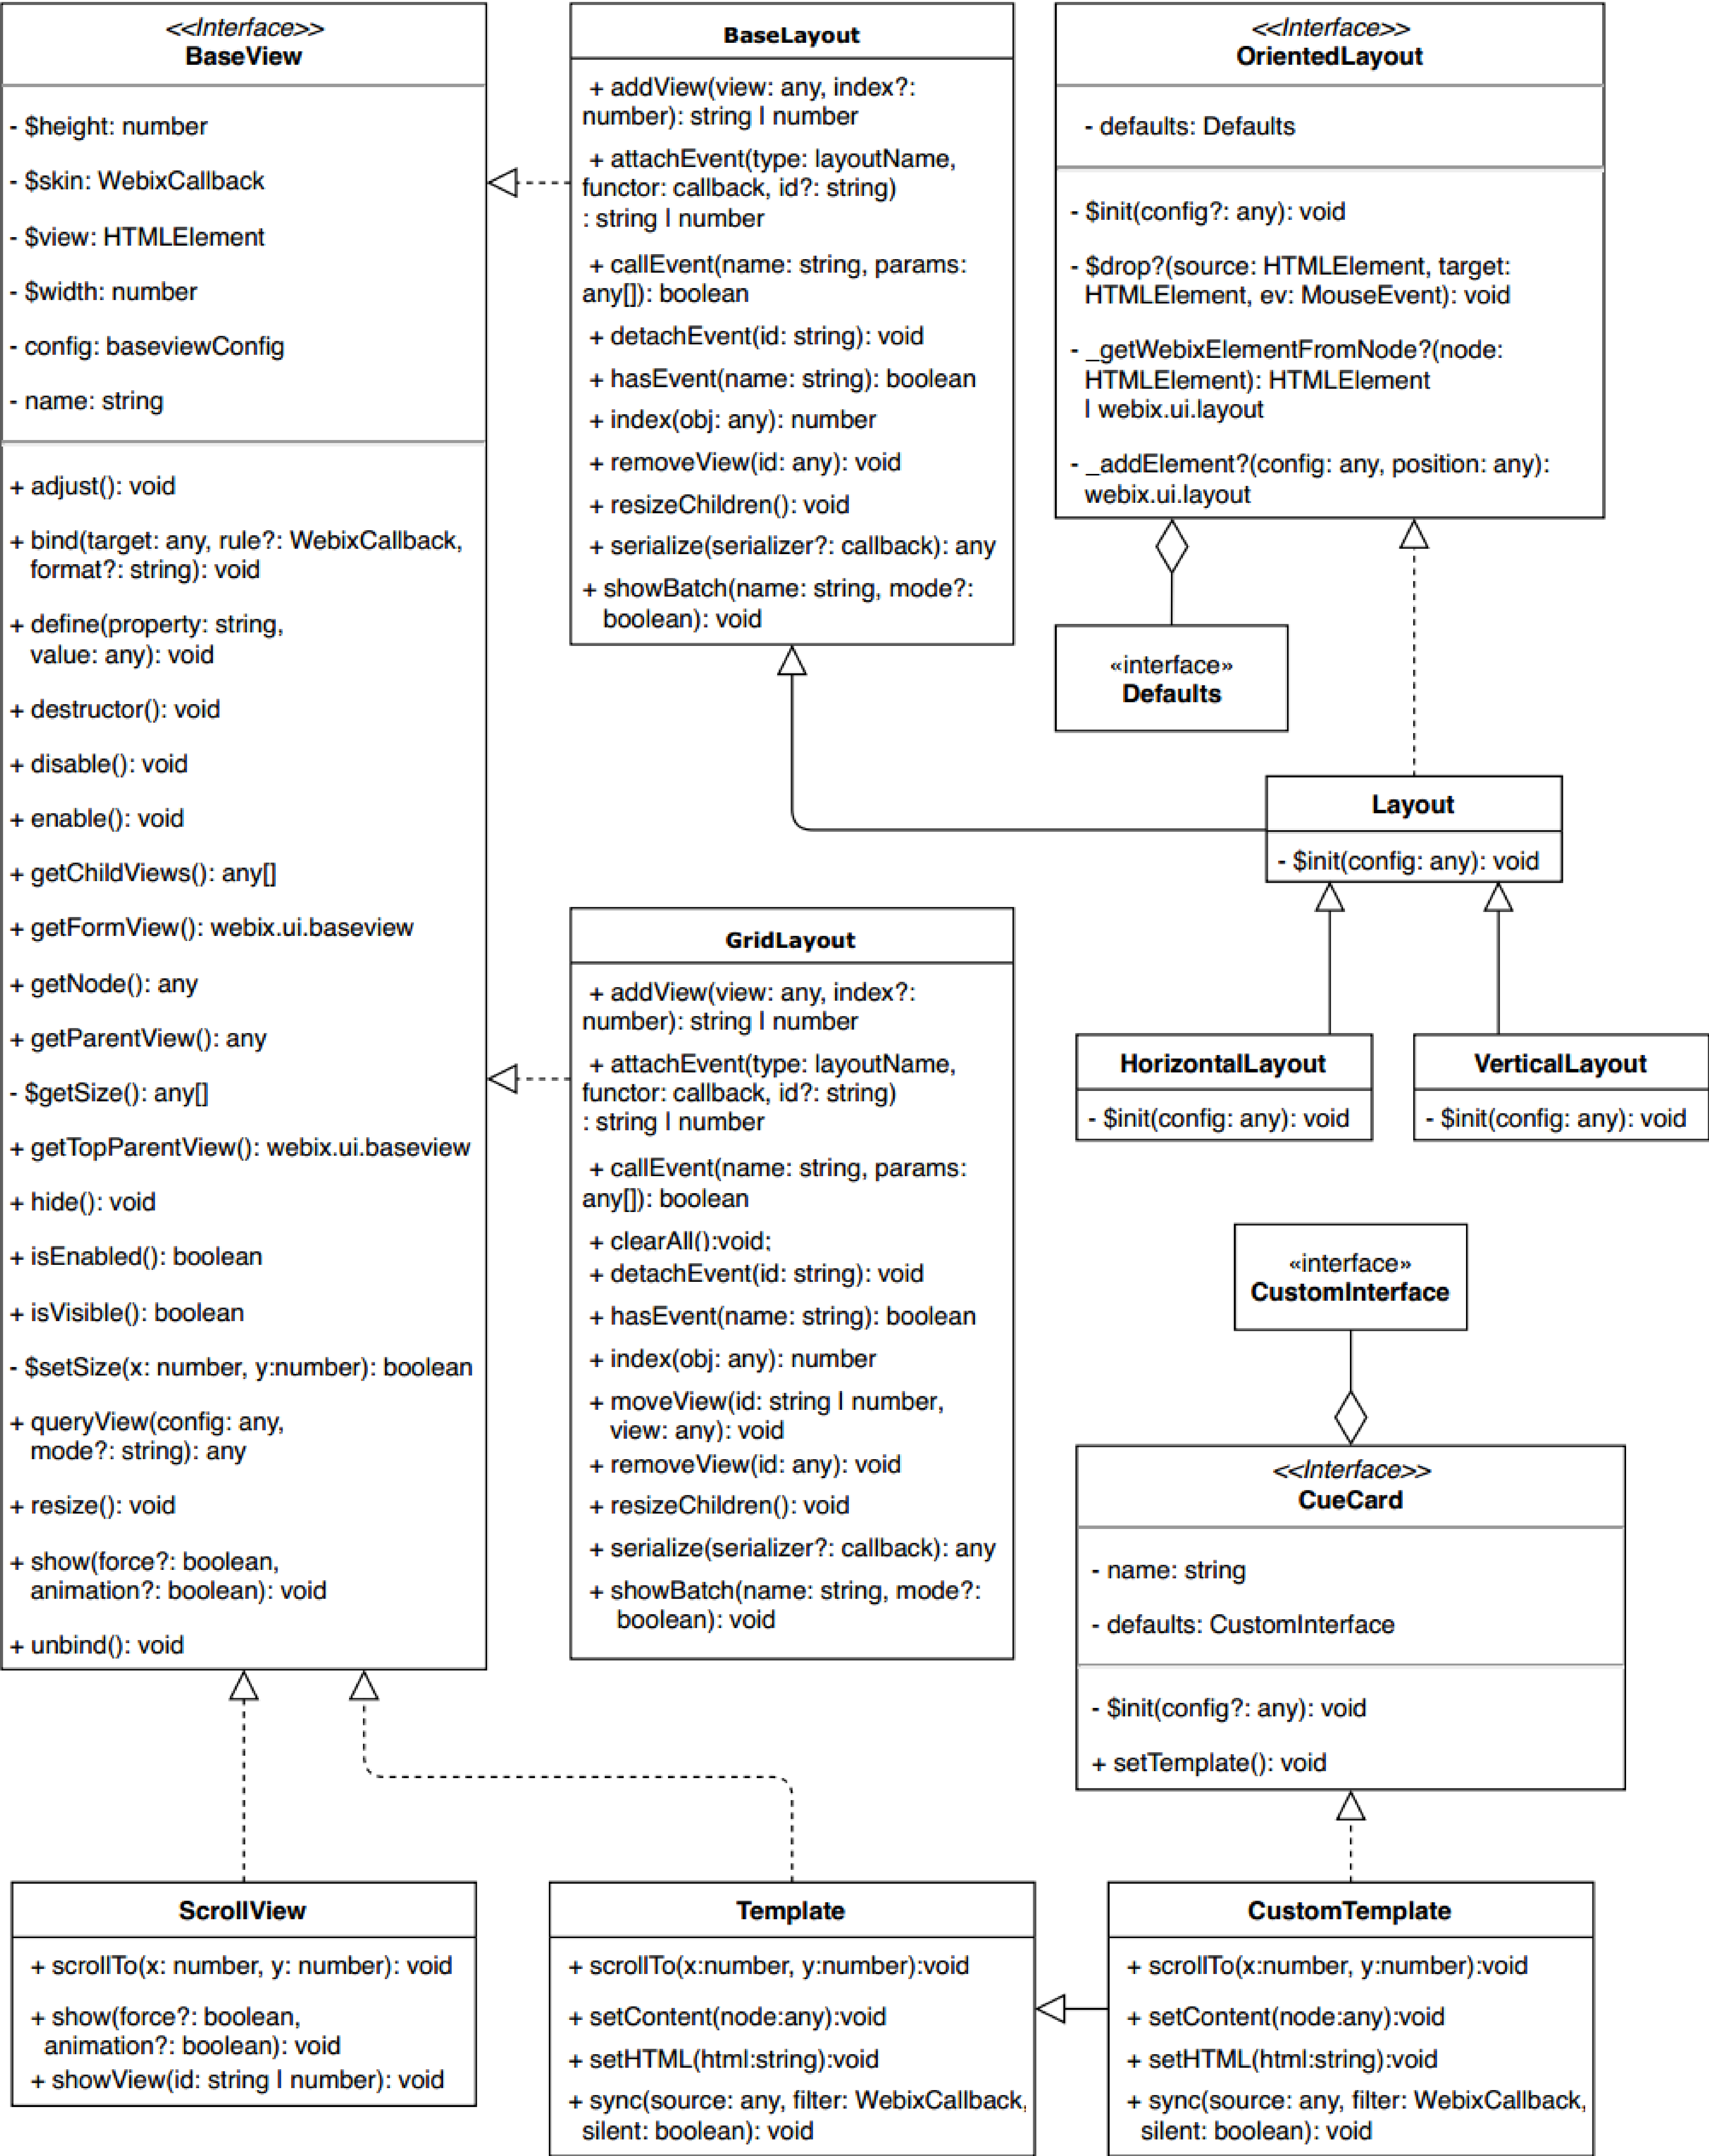 <<Interface>>
BaseView
- $height: number
- $skin: WebixCallback
- $view: HTMLElement
- $width: number
- config: baseviewConfig
- name: string
+ adjust(): void
+ bind(target: any, rule?: WebixCallback,
format?: string): void
+ define(property: string,
value: any): void
+ destructor(): void
+ disable(): void
+ enable(): void
+ getChildViews(): any[]
+ getFormView(): webix.ui.baseview
+ getNode(): any
+ getParentView(): any
- $getSize(): any[]
+ getTopParentView(): webix.ui.baseview
+ hide(): void
+ isEnabled(): boolean
+ isVisible(): boolean
- $setSize(x: number, y:number): boolean
+ queryView(config: any,
mode?: string): any
+ resize(): void
+ show(force?: boolean,
animation?: boolean): void
+ unbind(): void
BaseLayout
+ addView(view: any, index?:
number): string | number
+ attachEvent(type: layoutName,
functor: callback, id?: string)
: string | number
+ callEvent(name: string, params:
any[]): boolean
+ detachEvent(id: string): void
+ hasEvent(name: string): boolean
+ index(obj: any): number
+ removeView(id: any): void
+ resizeChildren(): void
+ serialize(serializer?: callback): any
+ showBatch(name: string, mode?:
boolean): void
<<Interface>>
OrientedLayout
- defaults: Defaults
- $init(config?: any): void
- $drop?(source: HTMLElement, target:
HTMLElement, ev: MouseEvent): void
- _getWebixElementFromNode?(node:
HTMLElement): HTMLElement
| webix.ui.layout
- _addElement?(config: any, position: any):
webix.ui.layout
«interface»
Defaults
Layout
- $init(config: any): void
GridLayout
+ addView(view: any, index?:
number): string | number
+ attachEvent(type: layoutName,
functor: callback, id?: string)
: string | number
+ callEvent(name: string, params:
any[]): boolean
+ clearAll():void;
+ detachEvent(id: string): void
+ hasEvent(name: string): boolean
+ index(obj: any): number
+ moveView(id: string | number,
view: any): void
+ removeView(id: any): void
+ resizeChildren(): void
+ serialize(serializer?: callback): any
+ showBatch(name: string, mode?:
boolean): void
HorizontalLayout
- $init(config: any): void
VerticalLayout
- $init(config: any): void
«interface»
CustomInterface
<<Interface>>
CueCard
- name: string
- defaults: CustomInterface
- $init(config?: any): void
+ setTemplate(): void
ScrollView
+ scrollTo(x: number, y: number): void
+ show(force?: boolean,
animation?: boolean): void
+ showView(id: string | number): void
Template
+ scrollTo(x:number, y:number):void
+ setContent(node:any):void
+ setHTML(html:string):void
+ sync(source: any, filter: WebixCallback,
silent: boolean): void
CustomTemplate
+ scrollTo(x:number, y:number):void
+ setContent(node:any):void
+ setHTML(html:string):void
+ sync(source: any, filter: WebixCallback,
silent: boolean): void